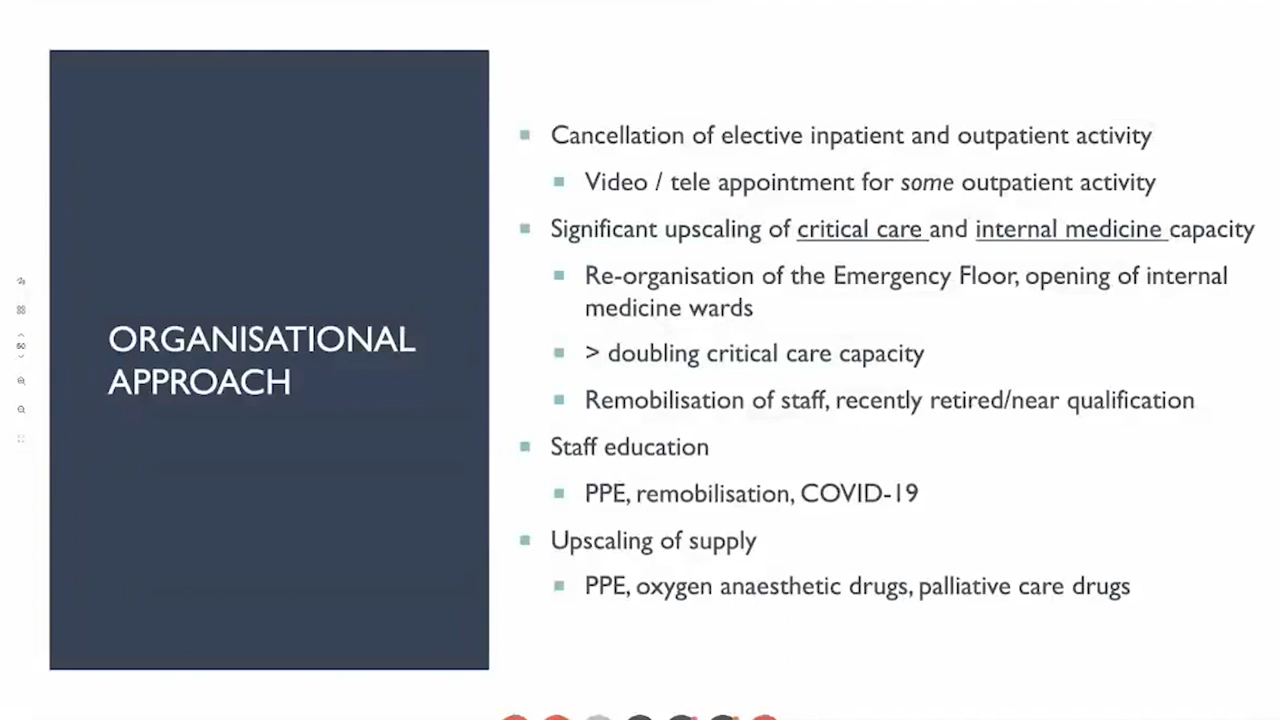 ORGANISATIONAL
APPROACH
Cancellation of elective inpatient and outpatient activity
Video / tele appointment for some outpatient activity
Significant upscaling of critical care and internal medicine capacity
Re-organisation of the Emergency Floor, opening of internal
medicine wards
> doubling critical care capacity
Remobilisation of staff, recently retired/near qualification
Staff education
PPE, remobilisation, COVID-19
Upscaling of supply
PPE, oxygen anaesthetic drugs, palliative care drugs